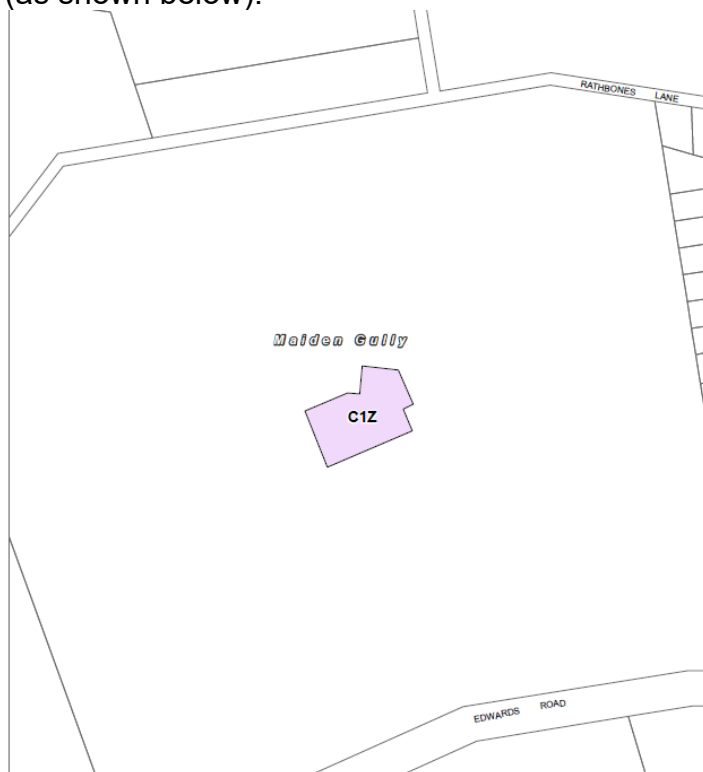 (as shown below).
RATHBONES LANE
Maiden Gully
C1Z
EDWARDS ROAD